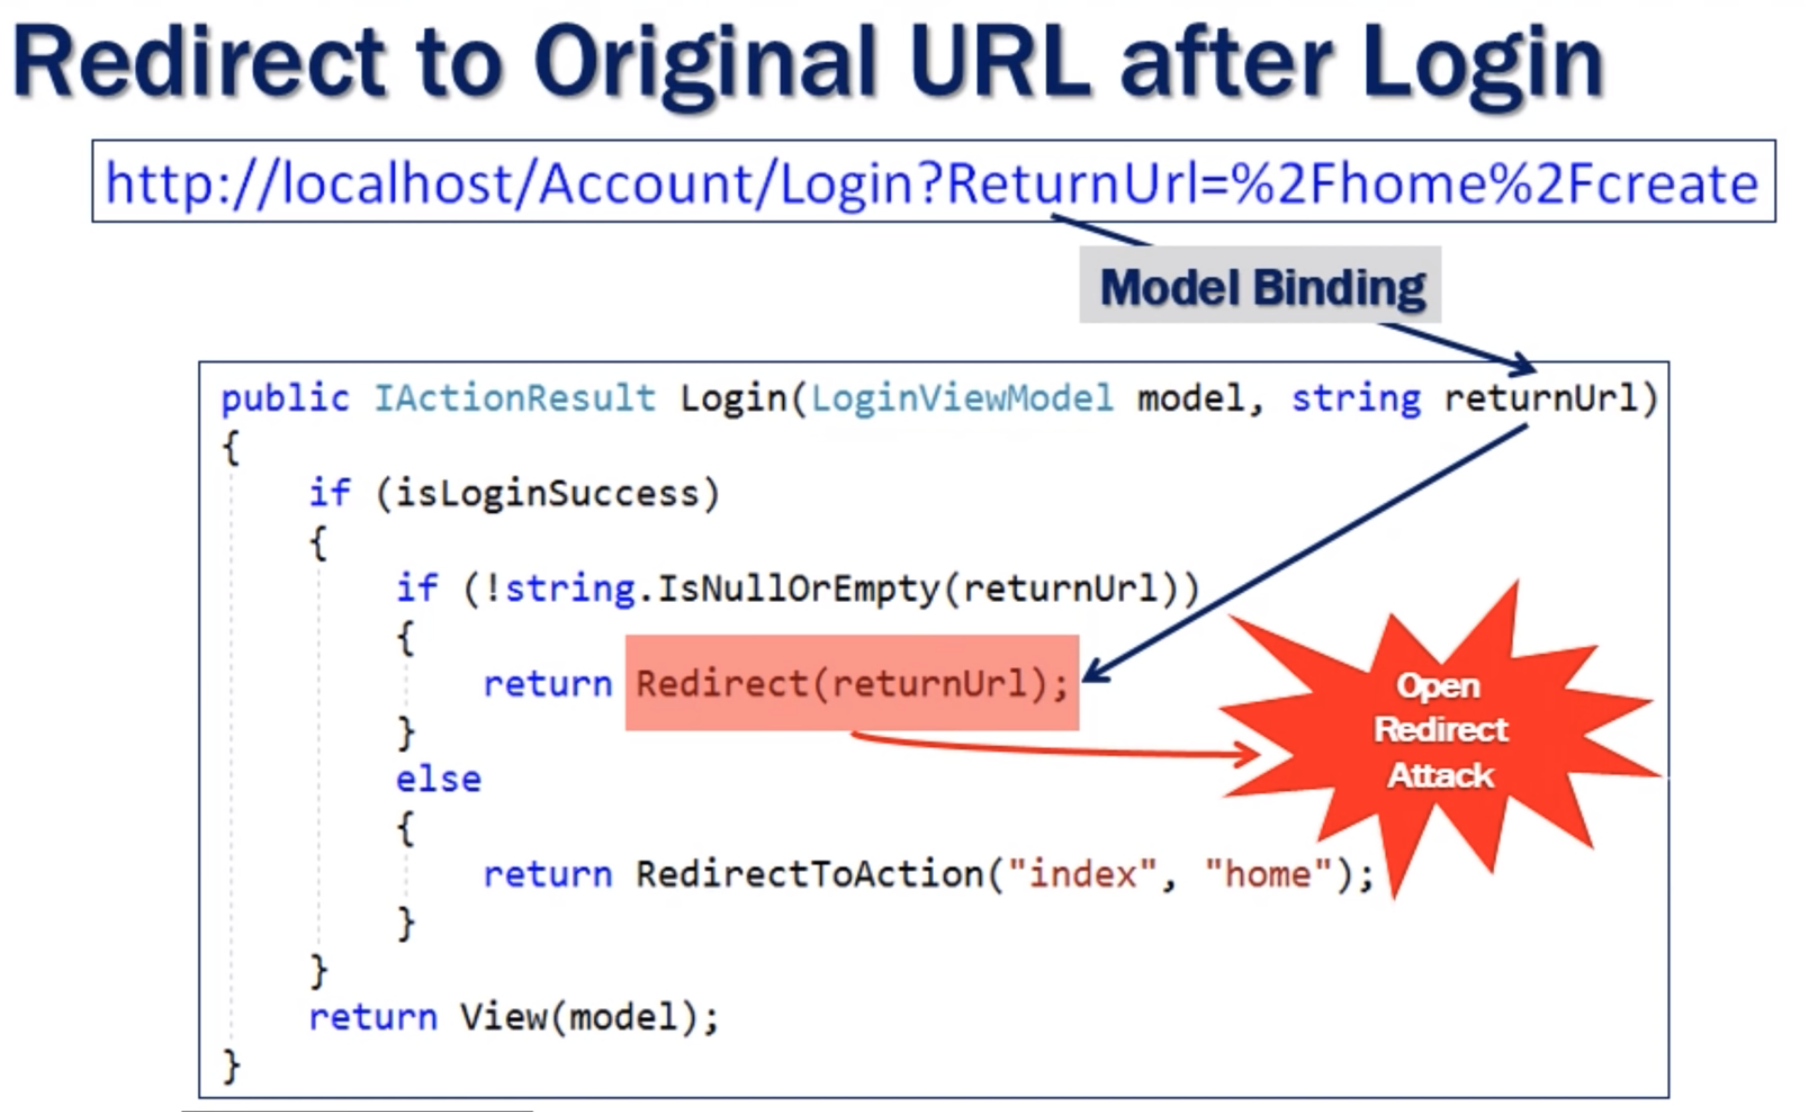 Redirect to Original URL after Login
http://localhost/Account/Login?ReturnUrl=%2Fhome%2Fcreate
Model Binding
public IActionResult Login(LoginViewModel model, string returnUrl)
{
if (isLoginSuccess)
{
if (!string.IsNullOrEmpty(returnUrl))
{
return Redirect(returnUrl);
}
else
{
return RedirectToAction("index", "home");
}
}
return View(model);
}
Open
Redirect
Attack